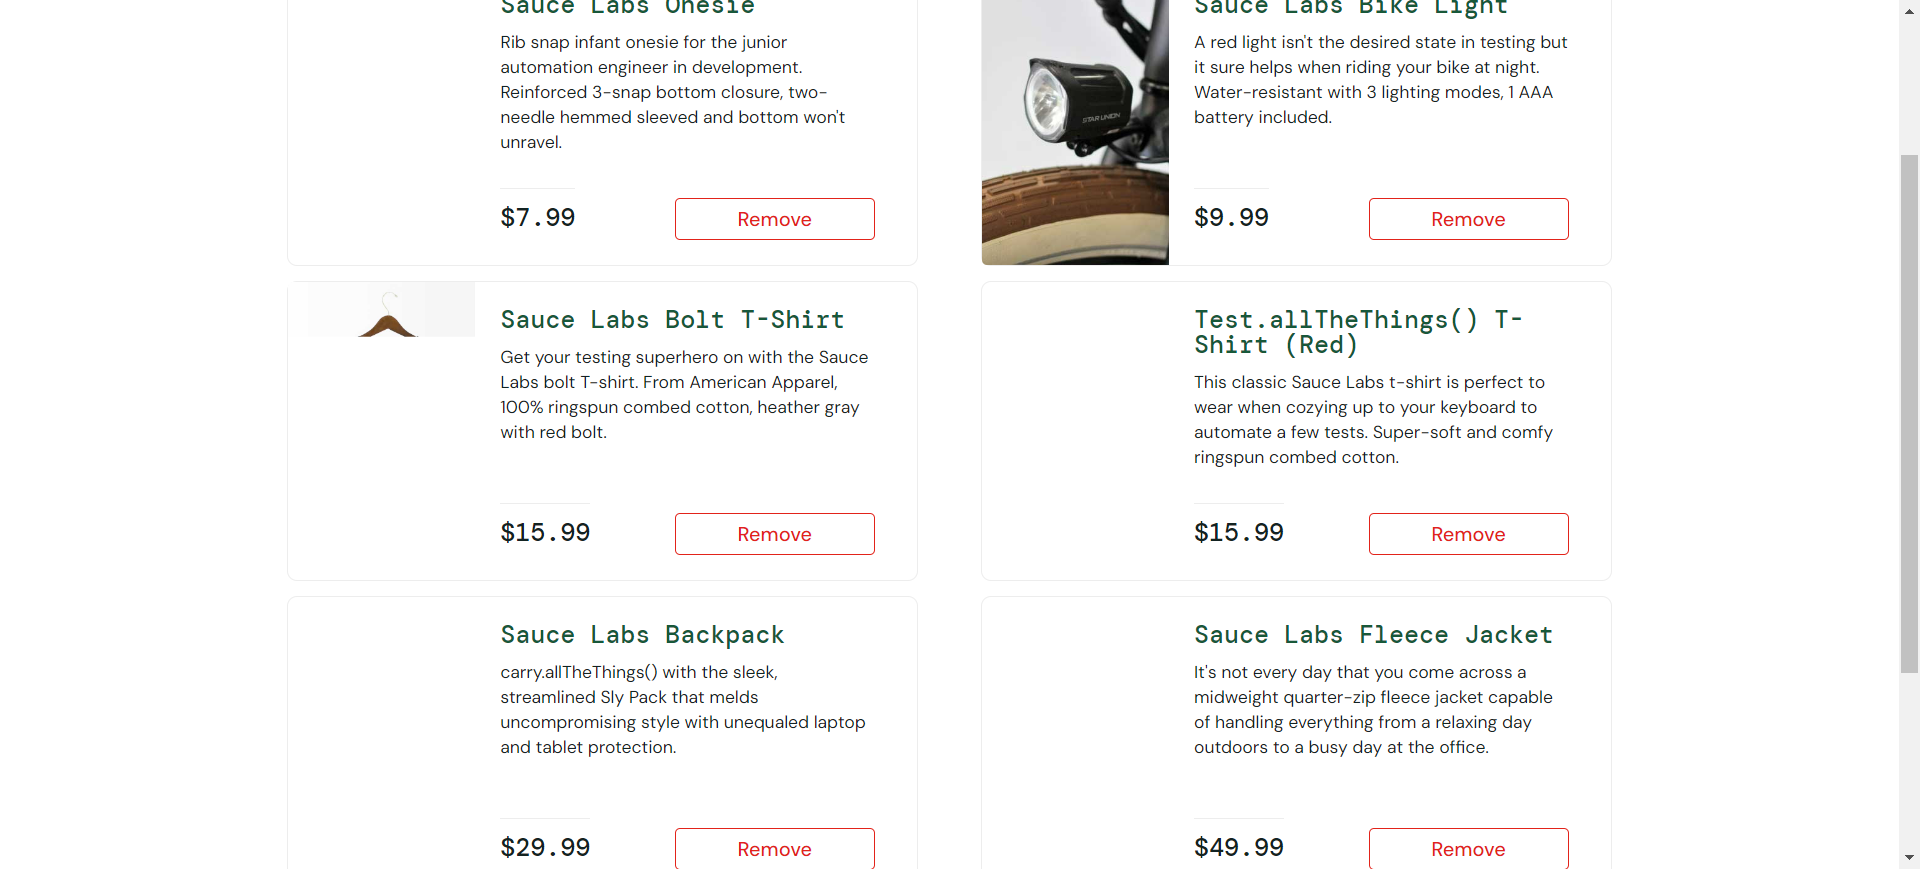 Sauce Labs Onesie
Rib snap infant onesie for the junior
automation engineer in development.
Reinforced 3-snap bottom closure, two-
needle hemmed sleeved and bottom won't
unravel.
$7.99
Remove
Sauce Labs Bike Light
A red light isn't the desired state in testing but
it sure helps when riding your bike at night.
Water-resistant with 3 lighting modes, 1 AAA
battery included.
STAR UNION
$9.99
Remove
Sauce Labs Bolt T-Shirt
Get your testing superhero on with the Sauce
Labs bolt T-shirt. From American Apparel,
100% ringspun combed cotton, heather gray
with red bolt.
$15.99
Remove
Test.allTheThings() T-
Shirt (Red)
This classic Sauce Labs t-shirt is perfect to
wear when cozying up to your keyboard to
automate a few tests. Super-soft and comfy
ringspun combed cotton.
$15.99
Remove
Sauce Labs Backpack
carry.allTheThings() with the sleek,
streamlined Sly Pack that melds
uncompromising style with unequaled laptop
and tablet protection.
$29.99
Remove
Sauce Labs Fleece Jacket
It's not every day that you come across a
midweight quarter-zip fleece jacket capable
of handling everything from a relaxing day
outdoors to a busy day at the office.
$49.99
Remove